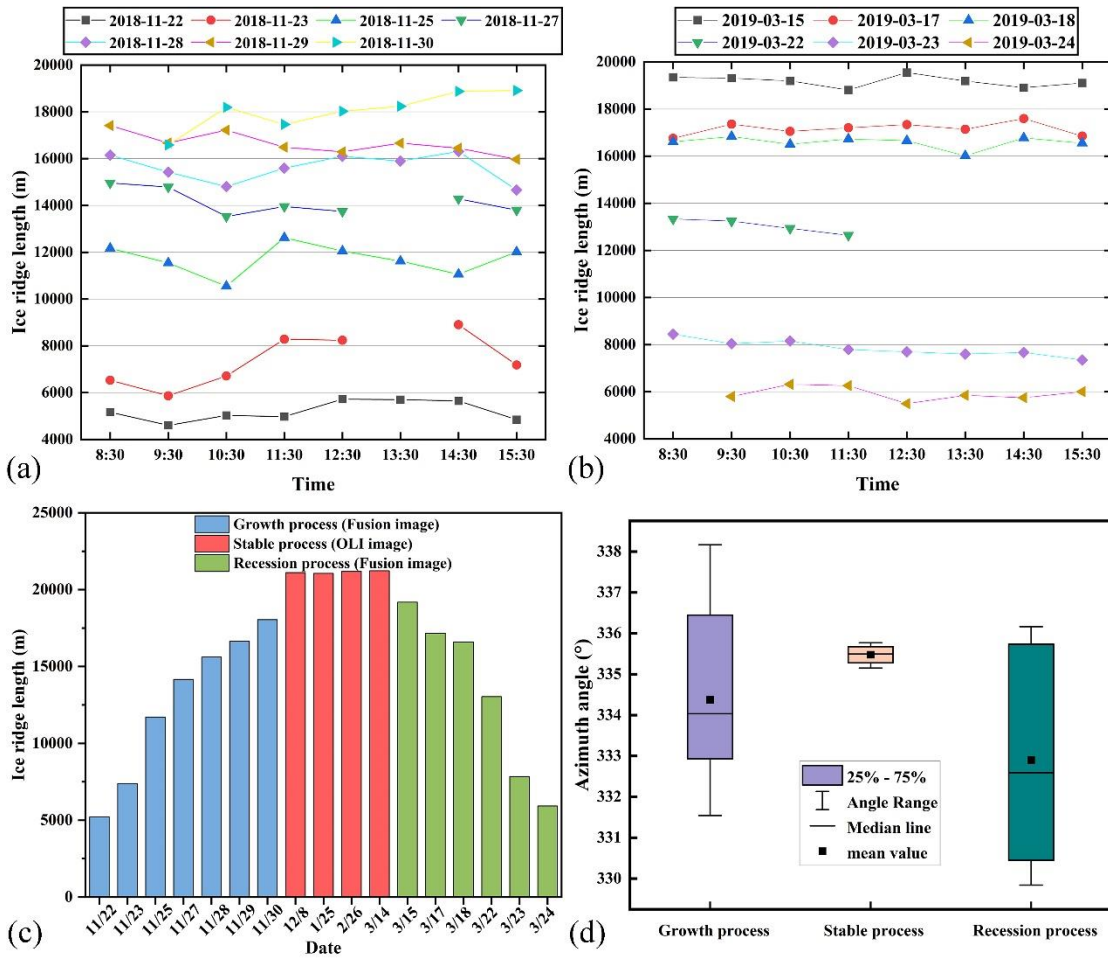 2018-11-22 2018-11-23 2018-11-25 2018-11-27
2018-11-28 2018-11-29 2018-11-30
20000
18000
16000
14000
12000
10000
8000
6000
4000
Ice ridge length (m)
8:30 9:30 10:30 11:30 12:30 13:30 14:30 15:30
Time
(a)
2019-03-15 2019-03-17 2019-03-18
2019-03-22 2019-03-23 2019-03-24
20000
18000
16000
14000
12000
10000
8000
6000
4000
Ice ridge length (m)
8:30 9:30 10:30 11:30 12:30 13:30 14:30 15:30
Time
(b)
25000
20000
15000
10000
5000
0
Ice ridge length (m)
Growth process (Fusion image)
Stable process (OLI image)
Recession process (Fusion image)
11/22 11/23 11/25 11/27 11/28 11/29 11/30 12/8 1/25 2/26 3/14 3/15 3/17 3/18 3/22 3/23 3/24
Date
(c)
338
337
336
335
334
333
332
331
330
Azimuth angle (°)
25% - 75%
Angle Range
Median line
mean value
Growth process Stable process Recession process
(d)